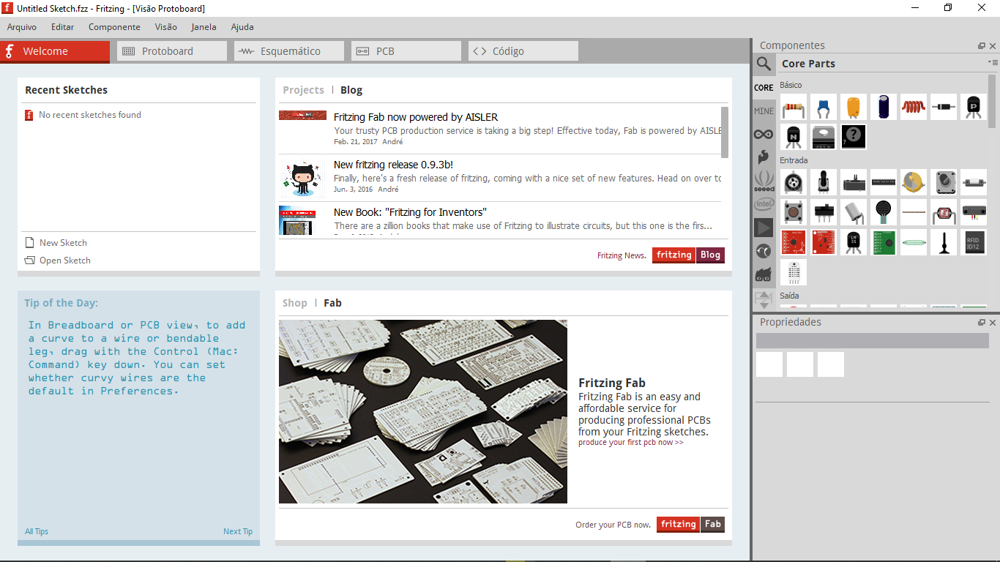 Untitled Sketch.fzz - Fritzing - [Visão Protoboard]
Arquivo Editar Componente Visão Janela Ajuda
Welcome Protoboard Esquemático PCB Código
Recent Sketches
No recent sketches found
New Sketch
Open Sketch
Projects | Blog
Fritzing Fab now powered by AISLER
Your trusty PCB production service is taking a big step! Effective today, Fab is powered by AISLE
Feb. 21, 2017 André
New fritzing release 0.9.3b!
Finally, here's a fresh release of fritzing, coming with a nice set of new features. Head on over to
Jun. 3, 2016 André
New Book: "Fritzing for Inventors"
There are a zillion books that make use of Fritzing to illustrate circuits, but this one is the firs...
Fritzing News. fritzing Blog
Tip of the Day:
In Breadboard or PCB view, to add
a curve to a wire or bendable
leg, drag with the Control (Mac:
Command) key down. You can set
whether curvy wires are the
default in Preferences.
All Tips Next Tip
Shop | Fab
Fritzing Fab
Fritzing Fab is an easy and
affordable service for
producing professional PCBs
from your Fritzing sketches.
produce your first pcb now >>
Order your PCB now. fritzing Fab
Componentes
Core Parts
CORE
MINE
seeed
intel
Básico
P
N
?
Entrada
LM
35
RFID
ID12
Saída
Propriedades